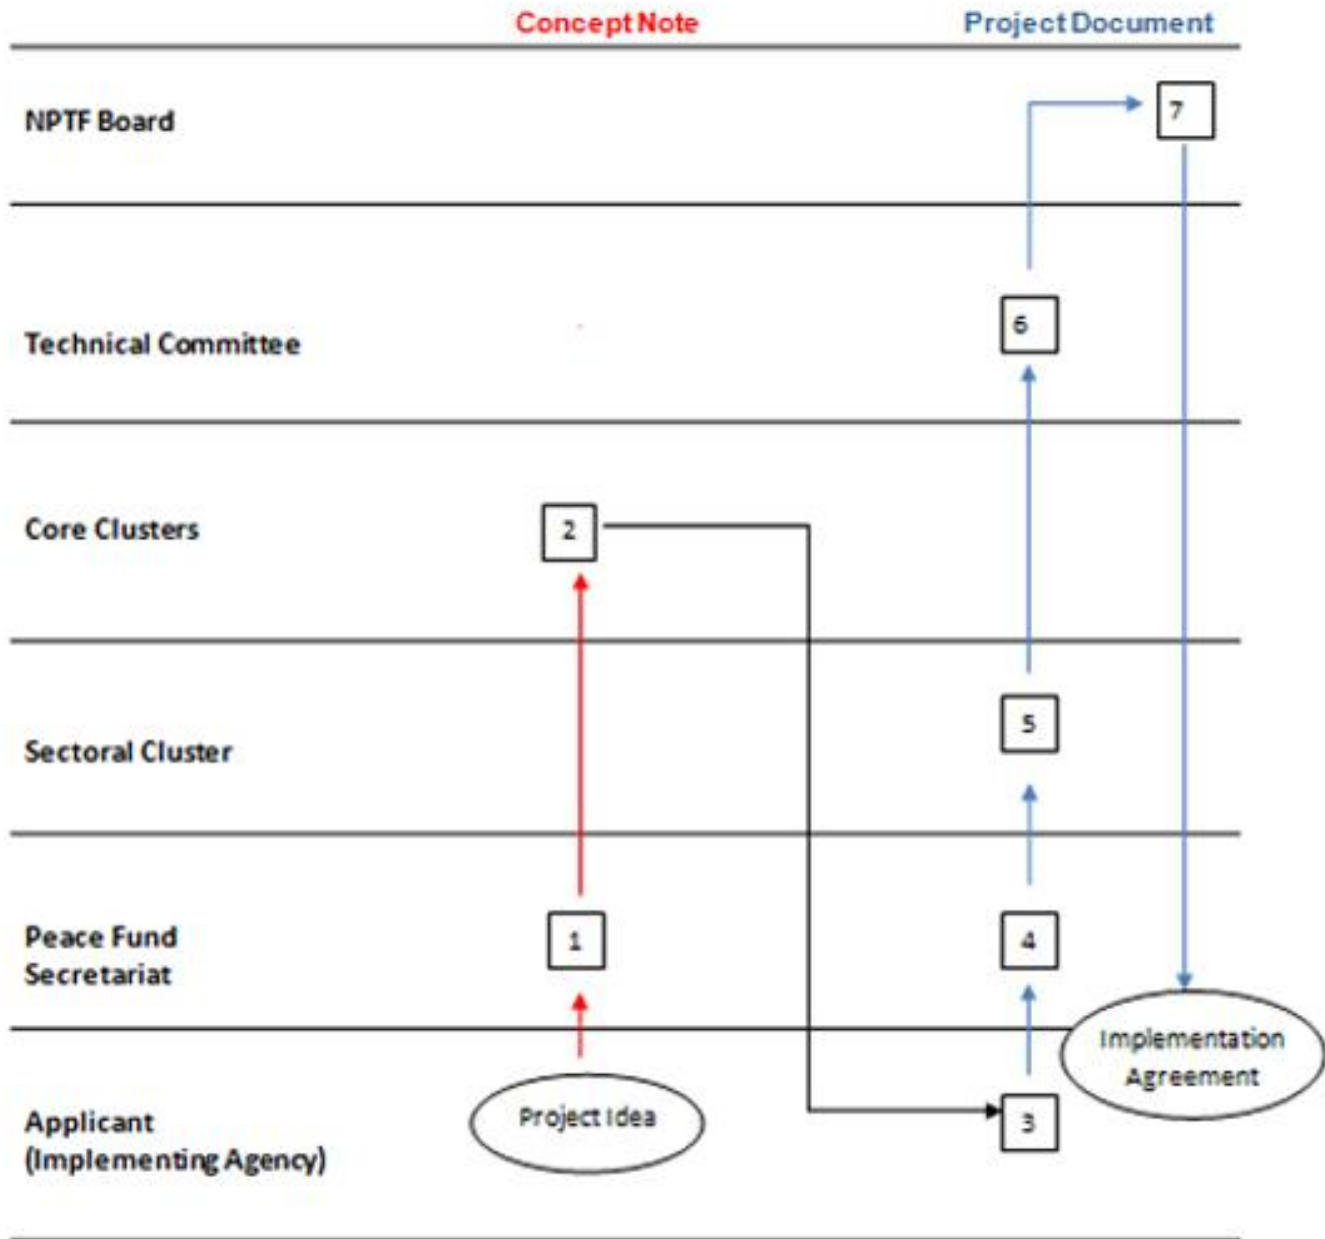 Concept Note
Project Document
NPTF Board
7
Technical Committee
6
Core Clusters
2
Sectoral Cluster
5
Peace Fund
Secretariat
1
4
Applicant
(Implementing Agency)
Project Idea
3
Implementation
Agreement